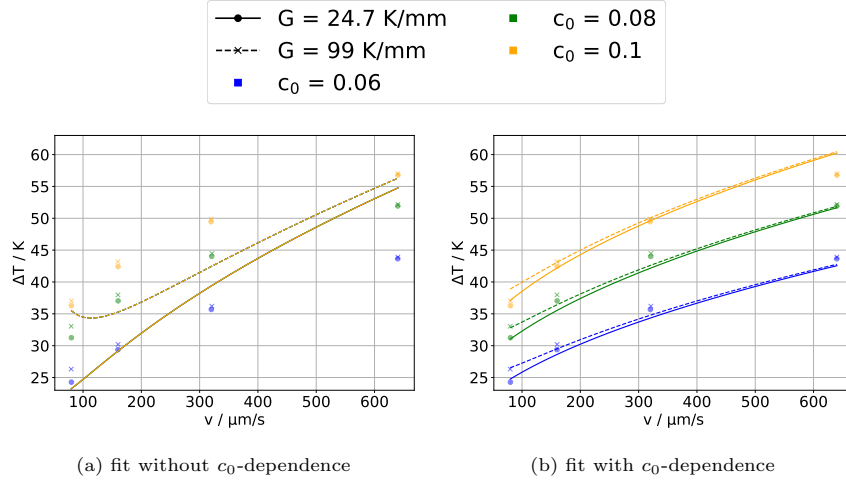 G = 24.7 K/mm
G = 99 K/mm
c₀ = 0.06
c₀ = 0.08
c₀ = 0.1
60
55
50
45
40
35
30
25
ΔT / K
100 200 300 400 500 600
v / μm/s
(a) fit without c₀-dependence
60
55
50
45
40
35
30
25
ΔT / K
100 200 300 400 500 600
v / μm/s
(b) fit with c₀-dependence